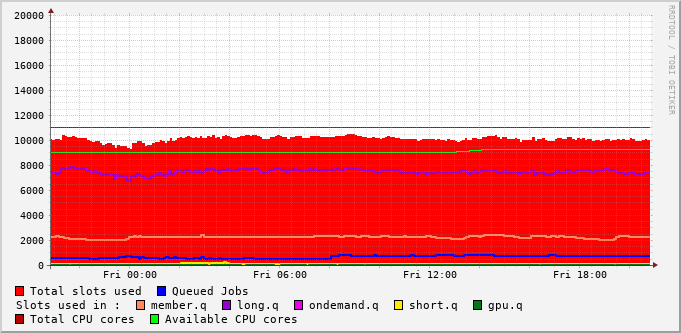 20000
18000
16000
14000
12000
10000
8000
6000
4000
2000
0
Fri 00:00 Fri 06:00 Fri 12:00 Fri 18:00
Total slots used Queued Jobs
Slots used in : member.q long.q ondemand.q short.q gpu.q
Total CPU cores Available CPU cores
RRDTOOL / TOBI OETIKER